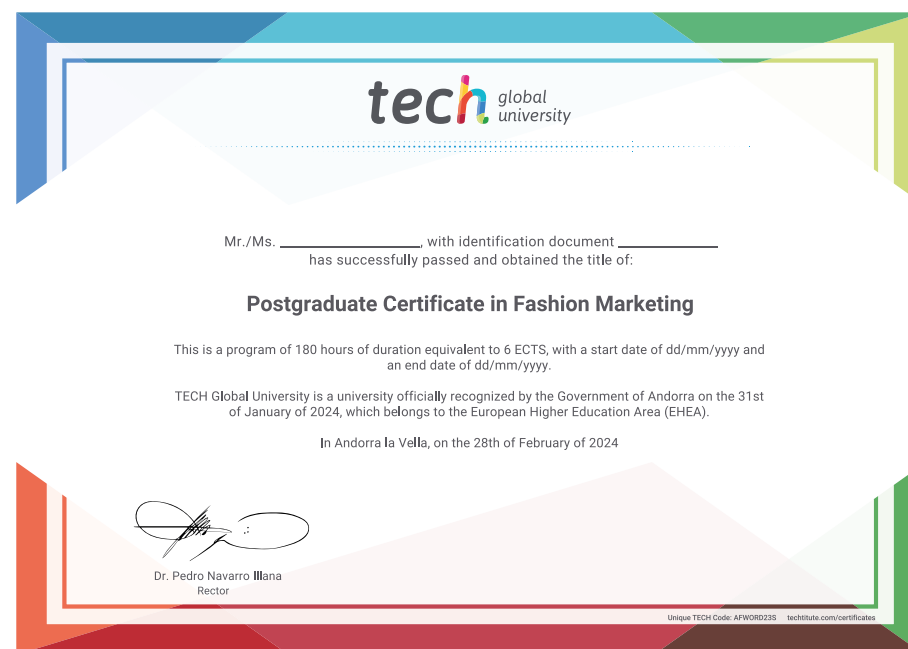 tech global
university
Mr./Ms. ____________________, with identification document ______________
has successfully passed and obtained the title of:
Postgraduate Certificate in Fashion Marketing
This is a program of 180 hours of duration equivalent to 6 ECTS, with a start date of dd/mm/yyyy and
an end date of dd/mm/yyyy.
TECH Global University is a university officially recognized by the Government of Andorra on the 31st
of January of 2024, which belongs to the European Higher Education Area (EHEA).
In Andorra la Vella, on the 28th of February of 2024
Dr. Pedro Navarro Illana
Rector
Unique TECH Code: AFWORD23S techtitute.com/certificates